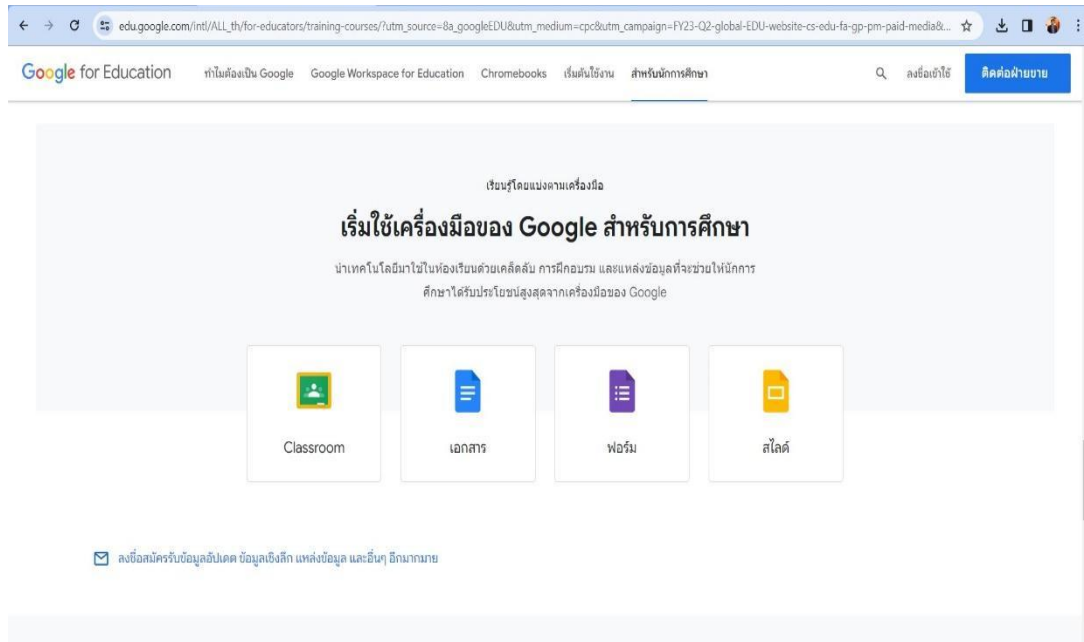 edu.google.com/intl/ALL_th/for-educators/training-courses/?utm_source=8a_googleEDU&utm_medium=cpc&utm_campaign=FY23-Q2-global-EDU-website-cs-edu-fa-gp-pm-paid-media&...
Google for Education ทำไมต้องเป็น Google Google Workspace for Education Chromebooks เริ่มต้นใช้งาน สำหรับนักการศึกษา ลงชื่อเข้าใช้ ติดต่อฝ่ายขาย
เรียนรู้โดยแบ่งตามเครื่องมือ
เริ่มใช้เครื่องมือของ Google สำหรับการศึกษา
นำเทคโนโลยีมาใช้ในห้องเรียนด้วยเคล็ดลับ การฝึกอบรม และแหล่งข้อมูลที่จะช่วยให้นักการ
ศึกษาได้รับประโยชน์สูงสุดจากเครื่องมือของ Google
Classroom เอกสาร ฟอร์ม สไลด์
ลงชื่อสมัครรับข้อมูลอัปเดต ข้อมูลเชิงลึก แหล่งข้อมูล และอื่นๆ อีกมากมาย